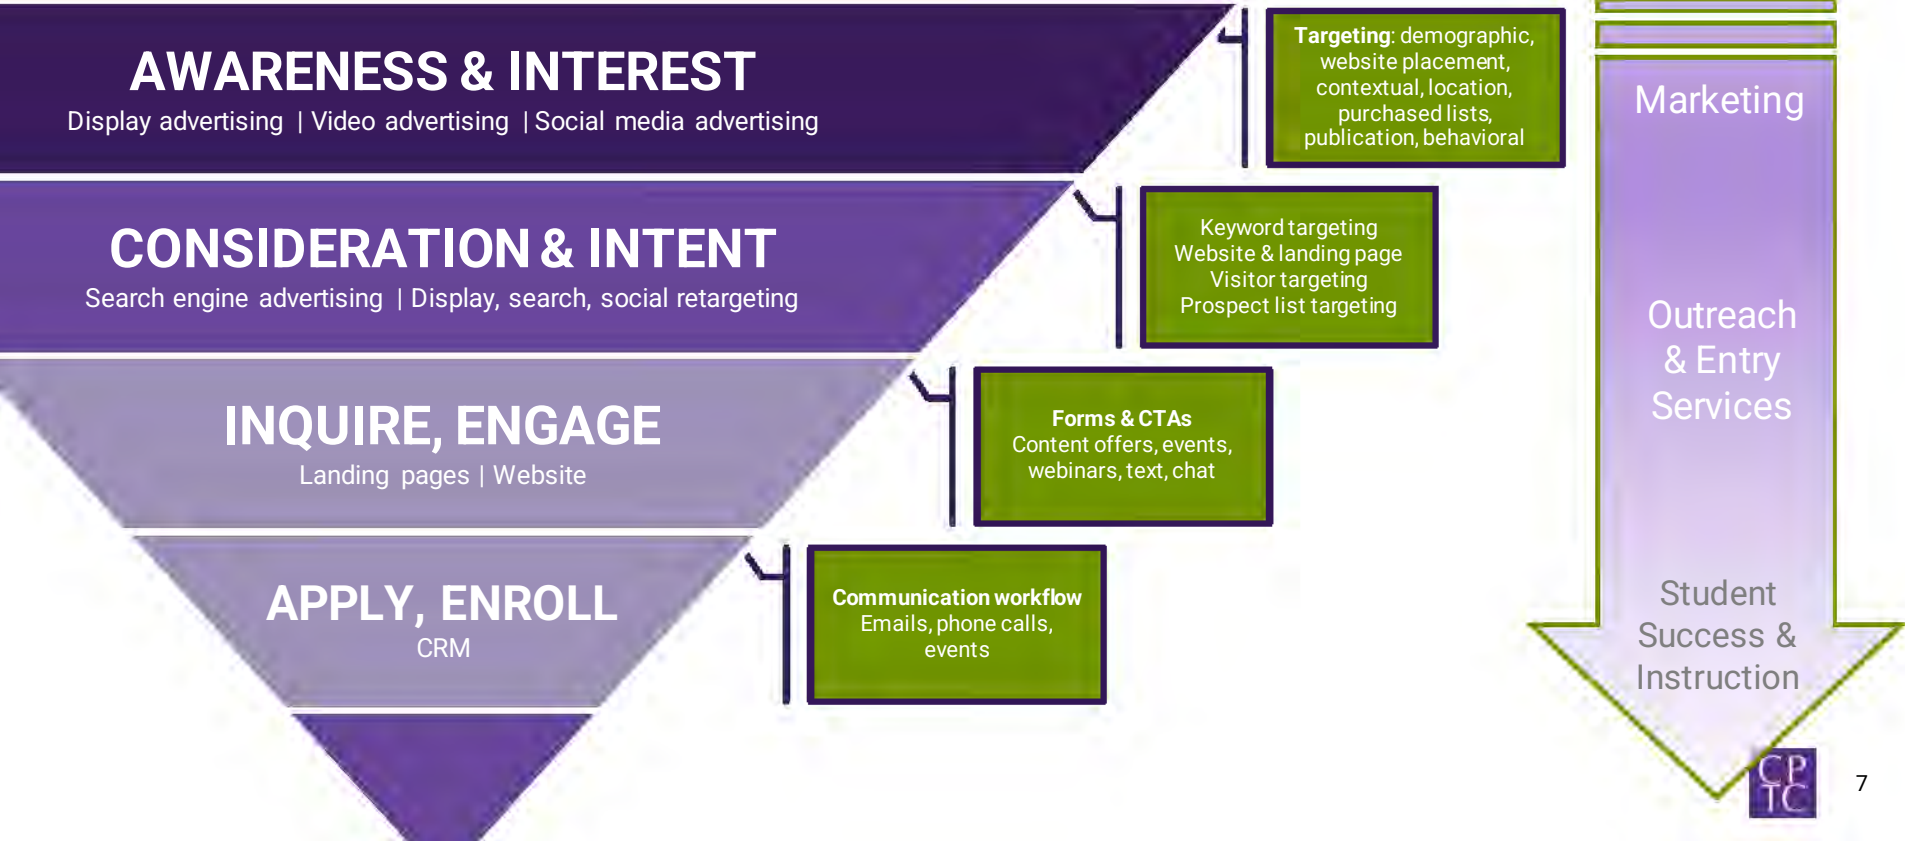 AWARENESS & INTEREST
Display advertising | Video advertising | Social media advertising
Targeting: demographic,
website placement,
contextual, location,
purchased lists,
publication, behavioral
CONSIDERATION & INTENT
Search engine advertising | Display, search, social retargeting
Keyword targeting
Website & landing page
Visitor targeting
Prospect list targeting
INQUIRE, ENGAGE
Landing pages | Website
Forms & CTAs
Content offers, events,
webinars, text, chat
APPLY, ENROLL
CRM
Communication workflow
Emails, phone calls,
events
Marketing
Outreach
& Entry
Services
Student
Success &
Instruction
CP
TC
7